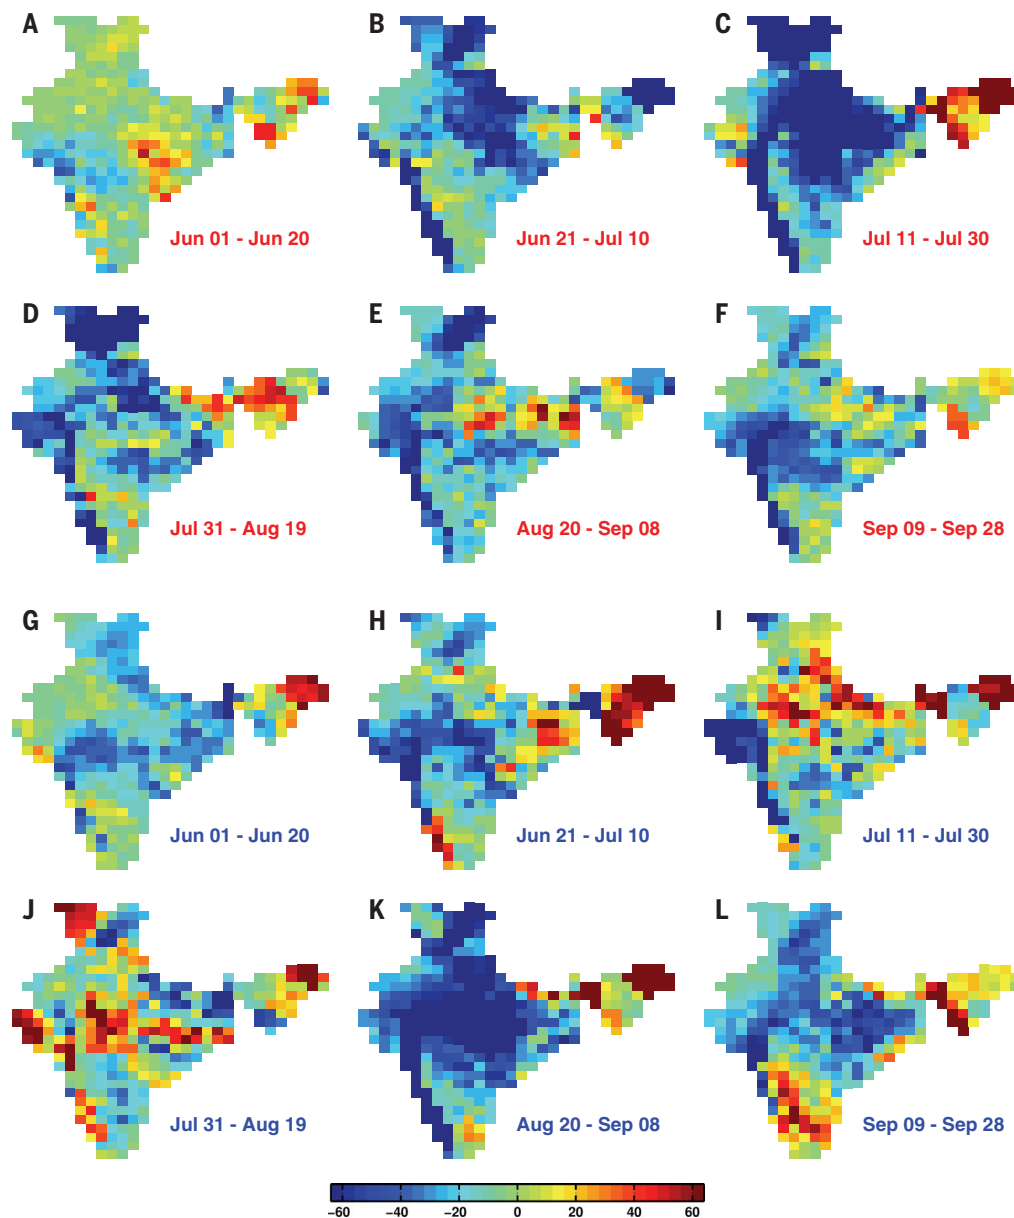 A B C
Jun 01 - Jun 20 Jun 21 - Jul 10 Jul 11 - Jul 30
D E F
Jul 31 - Aug 19 Aug 20 - Sep 08 Sep 09 - Sep 28
G H I
Jun 01 - Jun 20 Jun 21 - Jul 10 Jul 11 - Jul 30
J K L
Jul 31 - Aug 19 Aug 20 - Sep 08 Sep 09 - Sep 28
−60 −40 −20 0 20 40 60